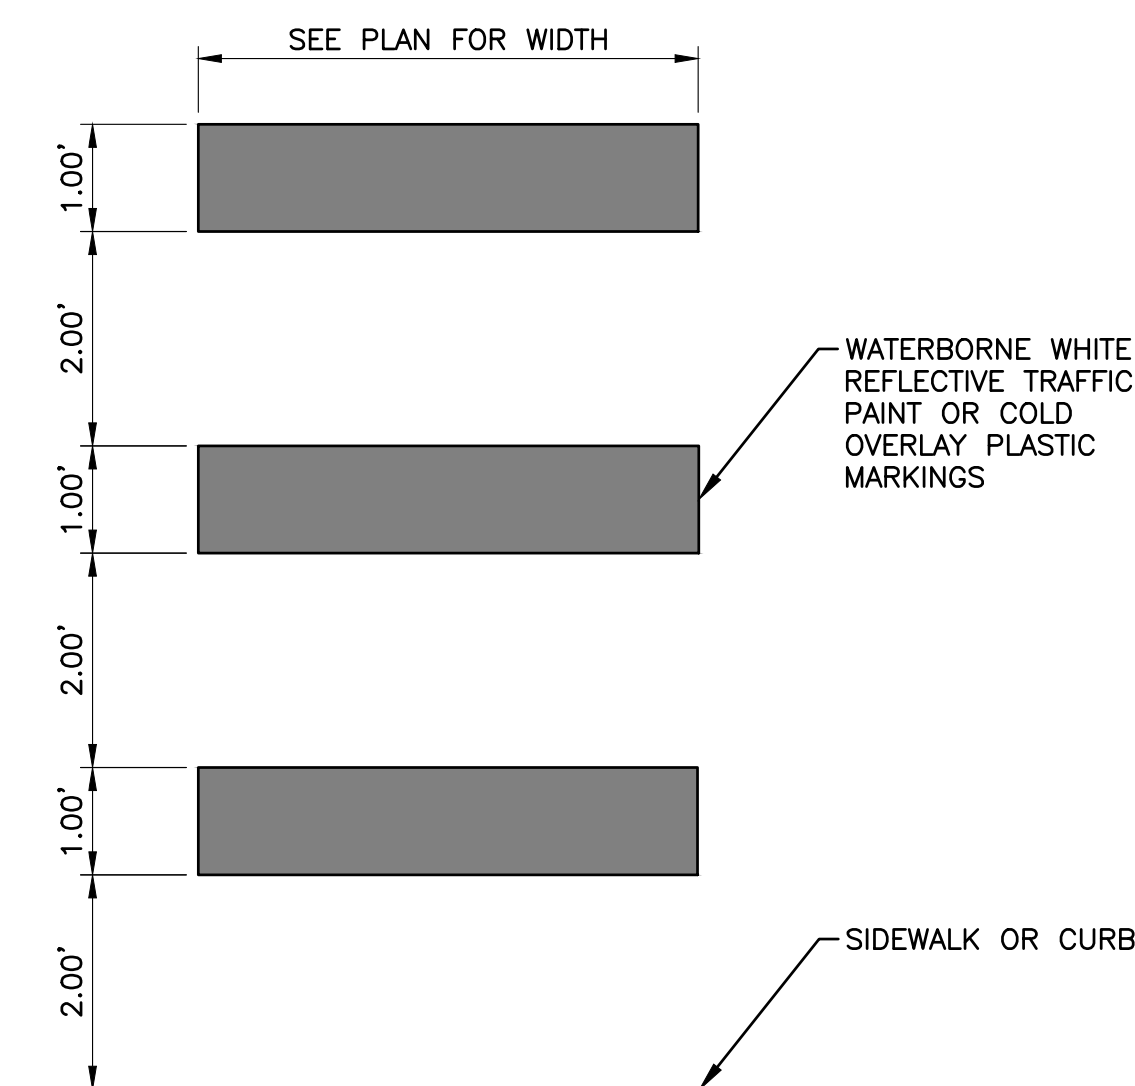 SEE PLAN FOR WIDTH
1.00'
2.00'
WATERBORNE WHITE
REFLECTIVE TRAFFIC
PAINT OR COLD
OVERLAY PLASTIC
MARKINGS
1.00'
2.00'
1.00'
2.00'
SIDEWALK OR CURB